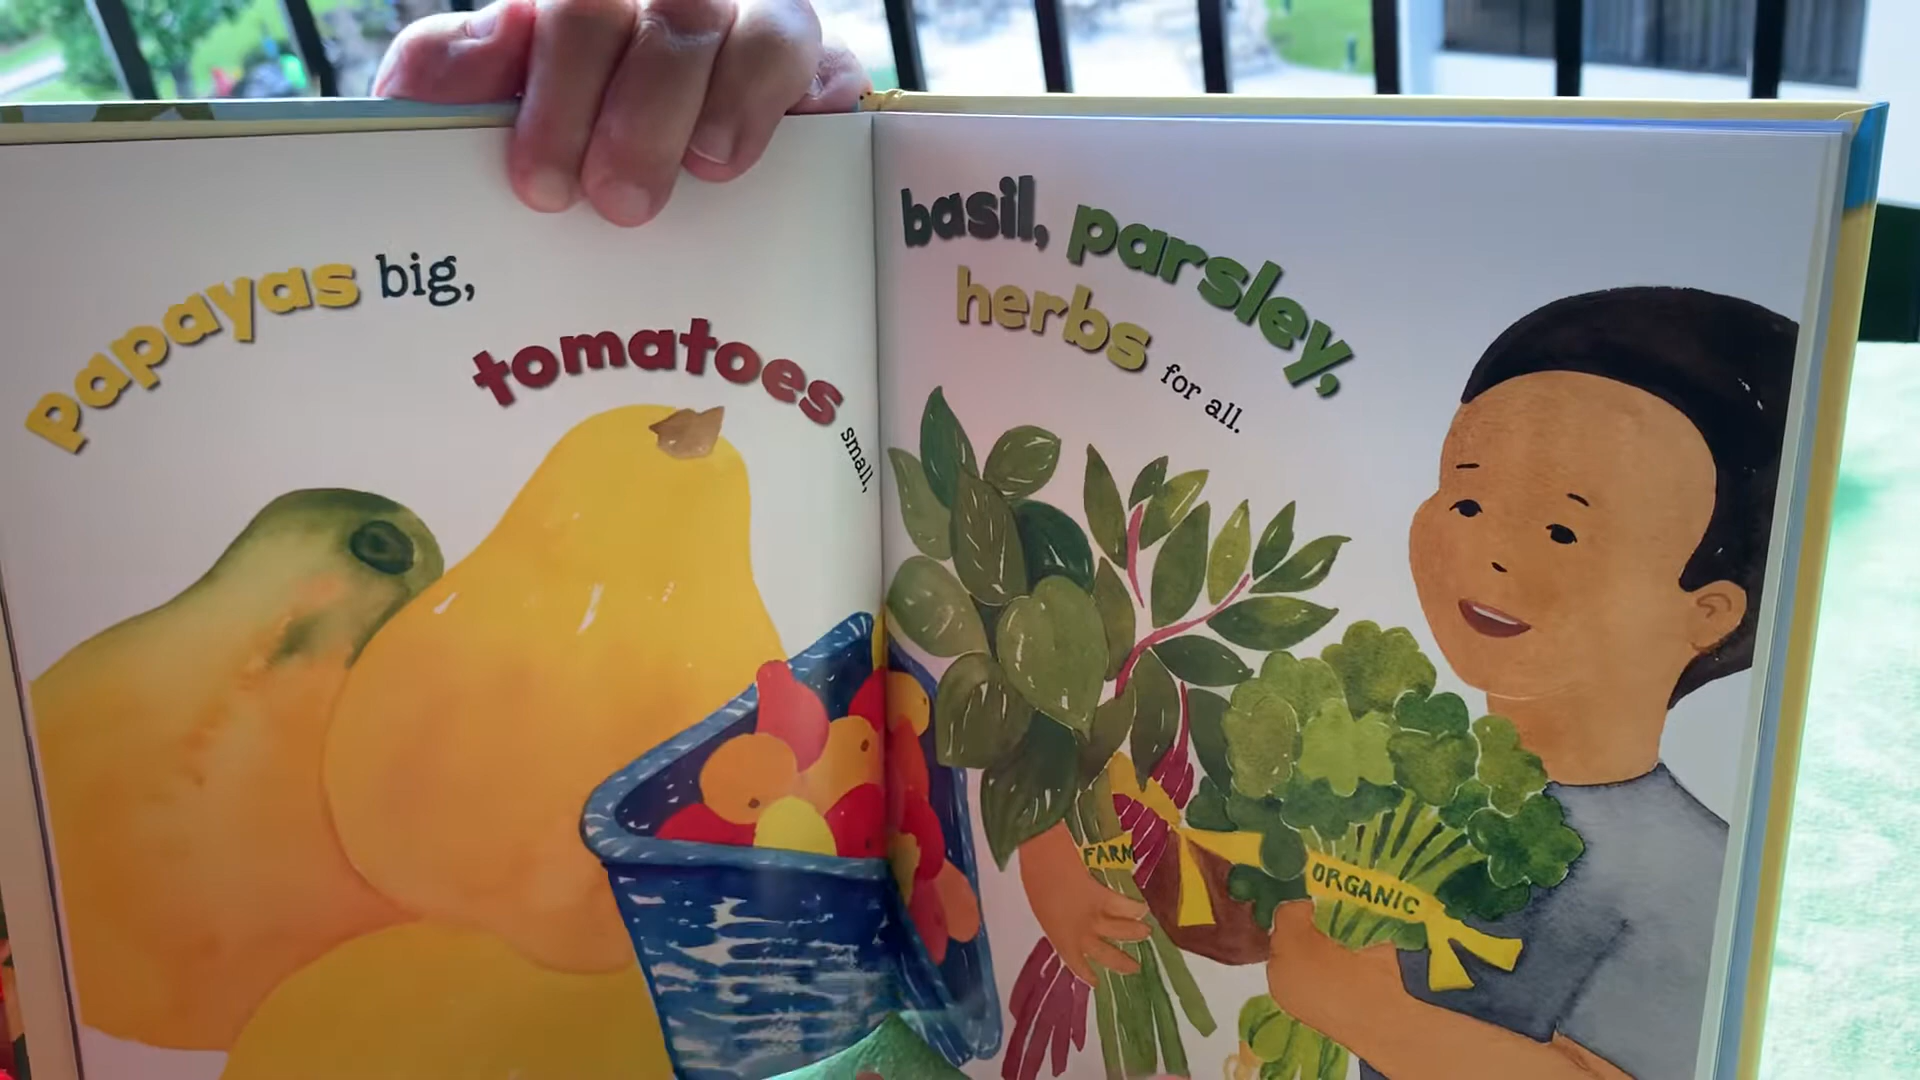 papayas big,
tomatoes small,
basil, parsley,
herbs for all.
FARM
ORGANIC